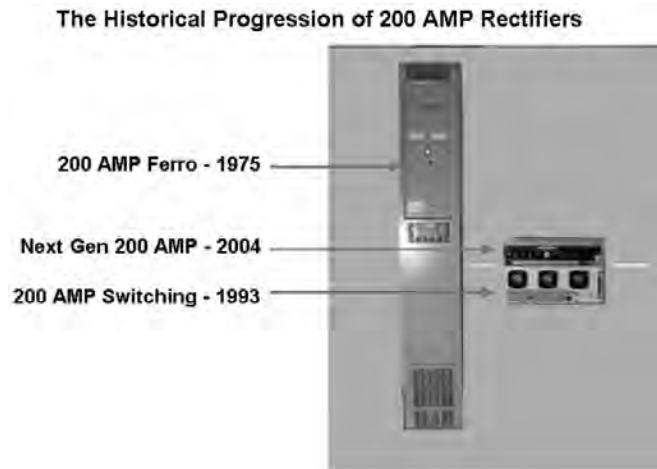 The Historical Progression of 200 AMP Rectifiers
200 AMP Ferro - 1975
Next Gen 200 AMP - 2004
200 AMP Switching - 1993